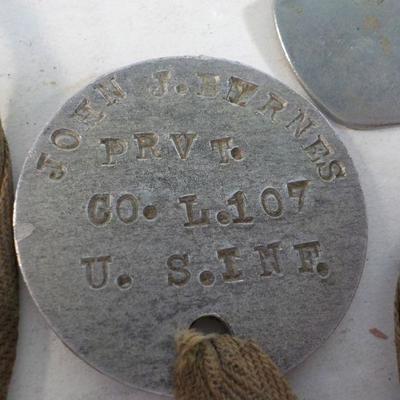 JOHN J. BYRNES
PRVT.
CO. L. 107
U. S. INF.